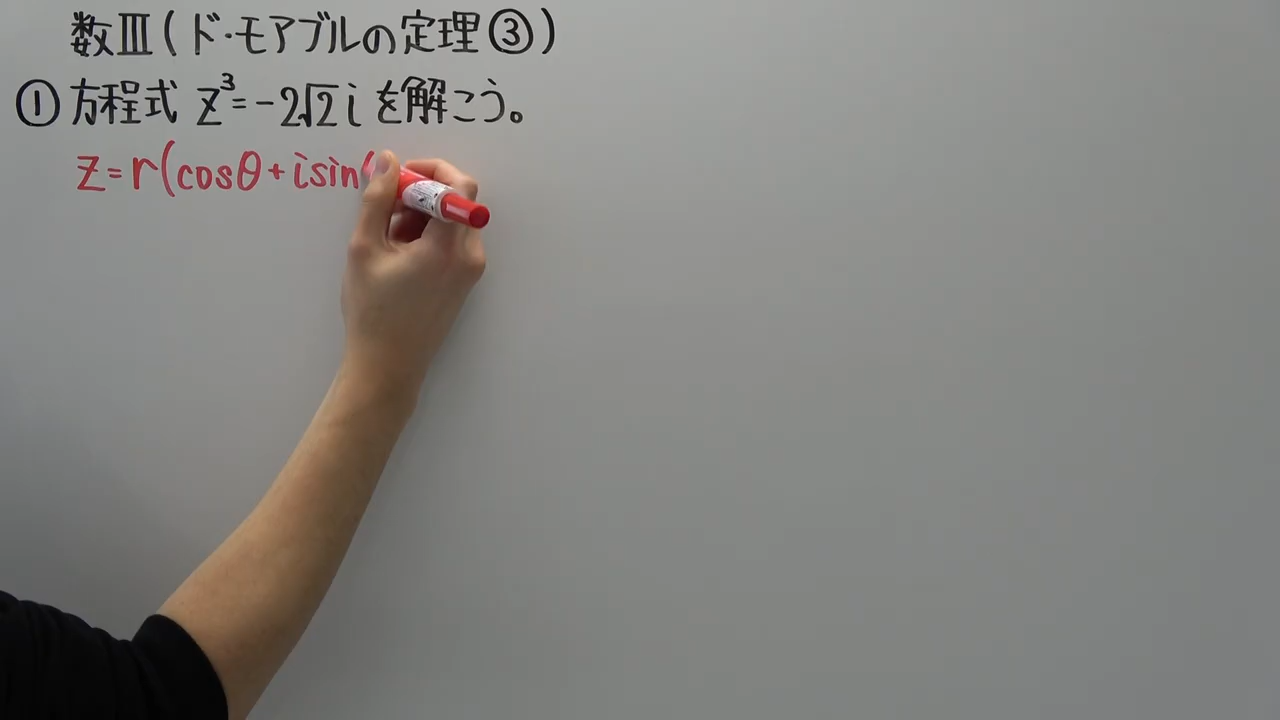 数Ⅲ(ド・モアブルの定理③)
①方程式 z³=-2√2i を解こう。
z=r(cosθ+isin